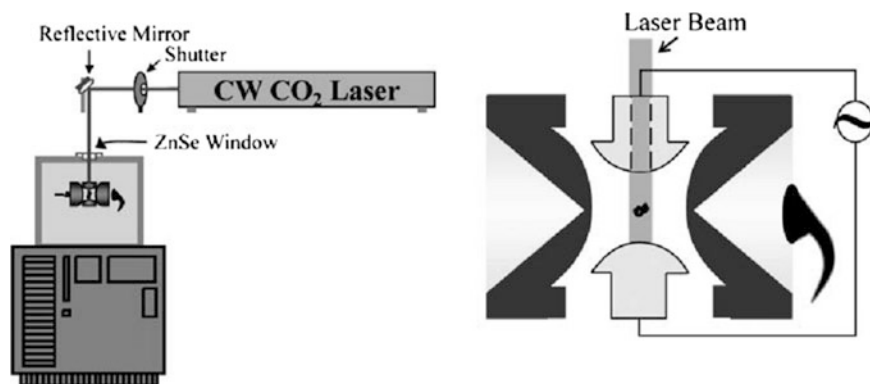 Reflective Mirror
Shutter
CW CO₂ Laser
ZnSe Window
Laser Beam